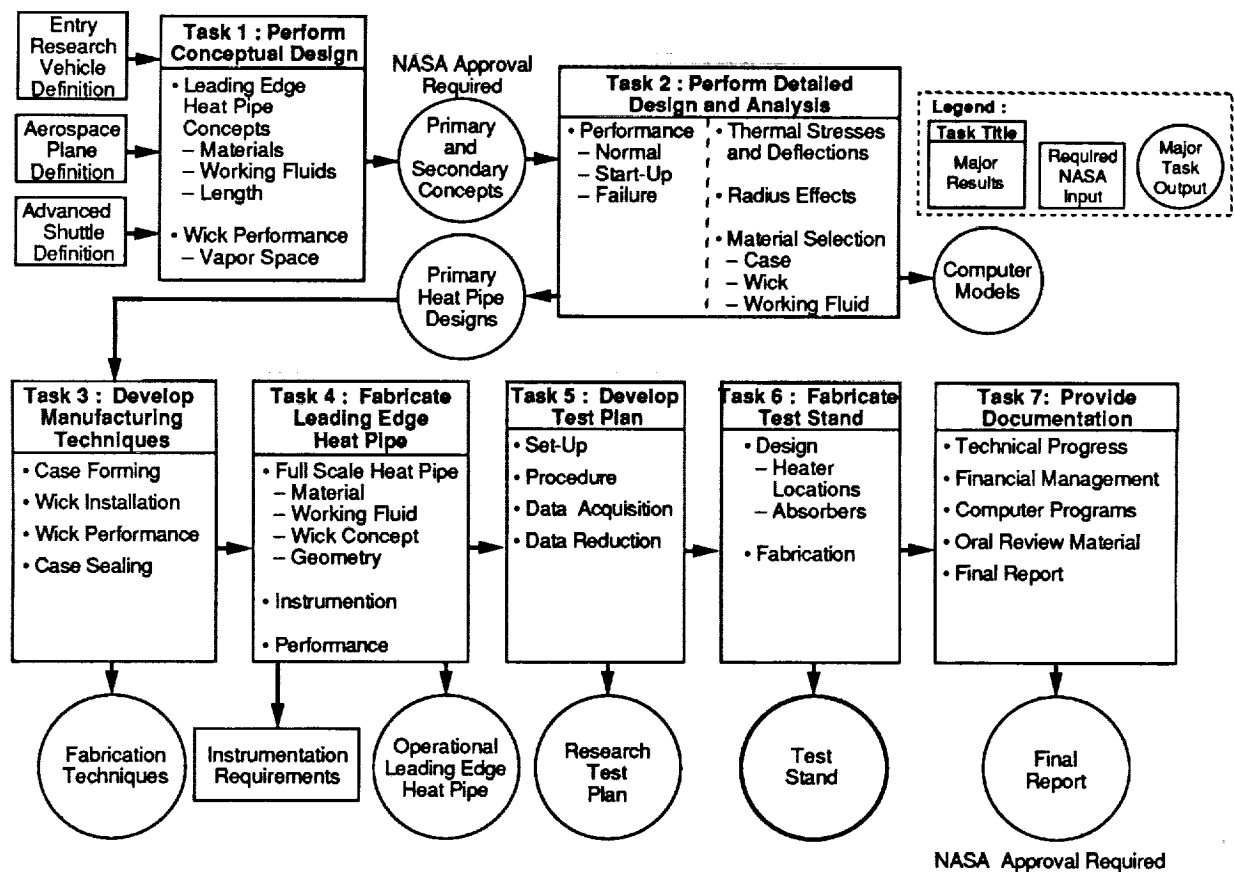 Entry
Research
Vehicle
Definition
Aerospace
Plane
Definition
Advanced
Shuttle
Definition
Task 1 : Perform
Conceptual Design
• Leading Edge
Heat Pipe
Concepts
– Materials
– Working Fluids
– Length
• Wick Performance
– Vapor Space
NASA Approval
Required
Primary
and
Secondary
Concepts
Task 2 : Perform Detailed
Design and Analysis
• Performance
– Normal
– Start-Up
– Failure
• Thermal Stresses
and Deflections
• Radius Effects
• Material Selection
– Case
– Wick
– Working Fluid
Legend :
Task Title
Major
Results
Required
NASA
Input
Major
Task
Output
Computer
Models
Primary
Heat Pipe
Designs
Task 3 : Develop
Manufacturing
Techniques
• Case Forming
• Wick Installation
• Wick Performance
• Case Sealing
Task 4 : Fabricate
Leading Edge
Heat Pipe
• Full Scale Heat Pipe
– Material
– Working Fluid
– Wick Concept
– Geometry
• Instrumention
• Performance
Task 5 : Develop
Test Plan
• Set-Up
• Procedure
• Data Acquisition
• Data Reduction
Task 6 : Fabricate
Test Stand
• Design
– Heater
Locations
– Absorbers
• Fabrication
Task 7: Provide
Documentation
• Technical Progress
• Financial Management
• Computer Programs
• Oral Review Material
• Final Report
Fabrication
Techniques
Instrumentation
Requirements
Operational
Leading Edge
Heat Pipe
Research
Test
Plan
Test
Stand
Final
Report
NASA Approval Required